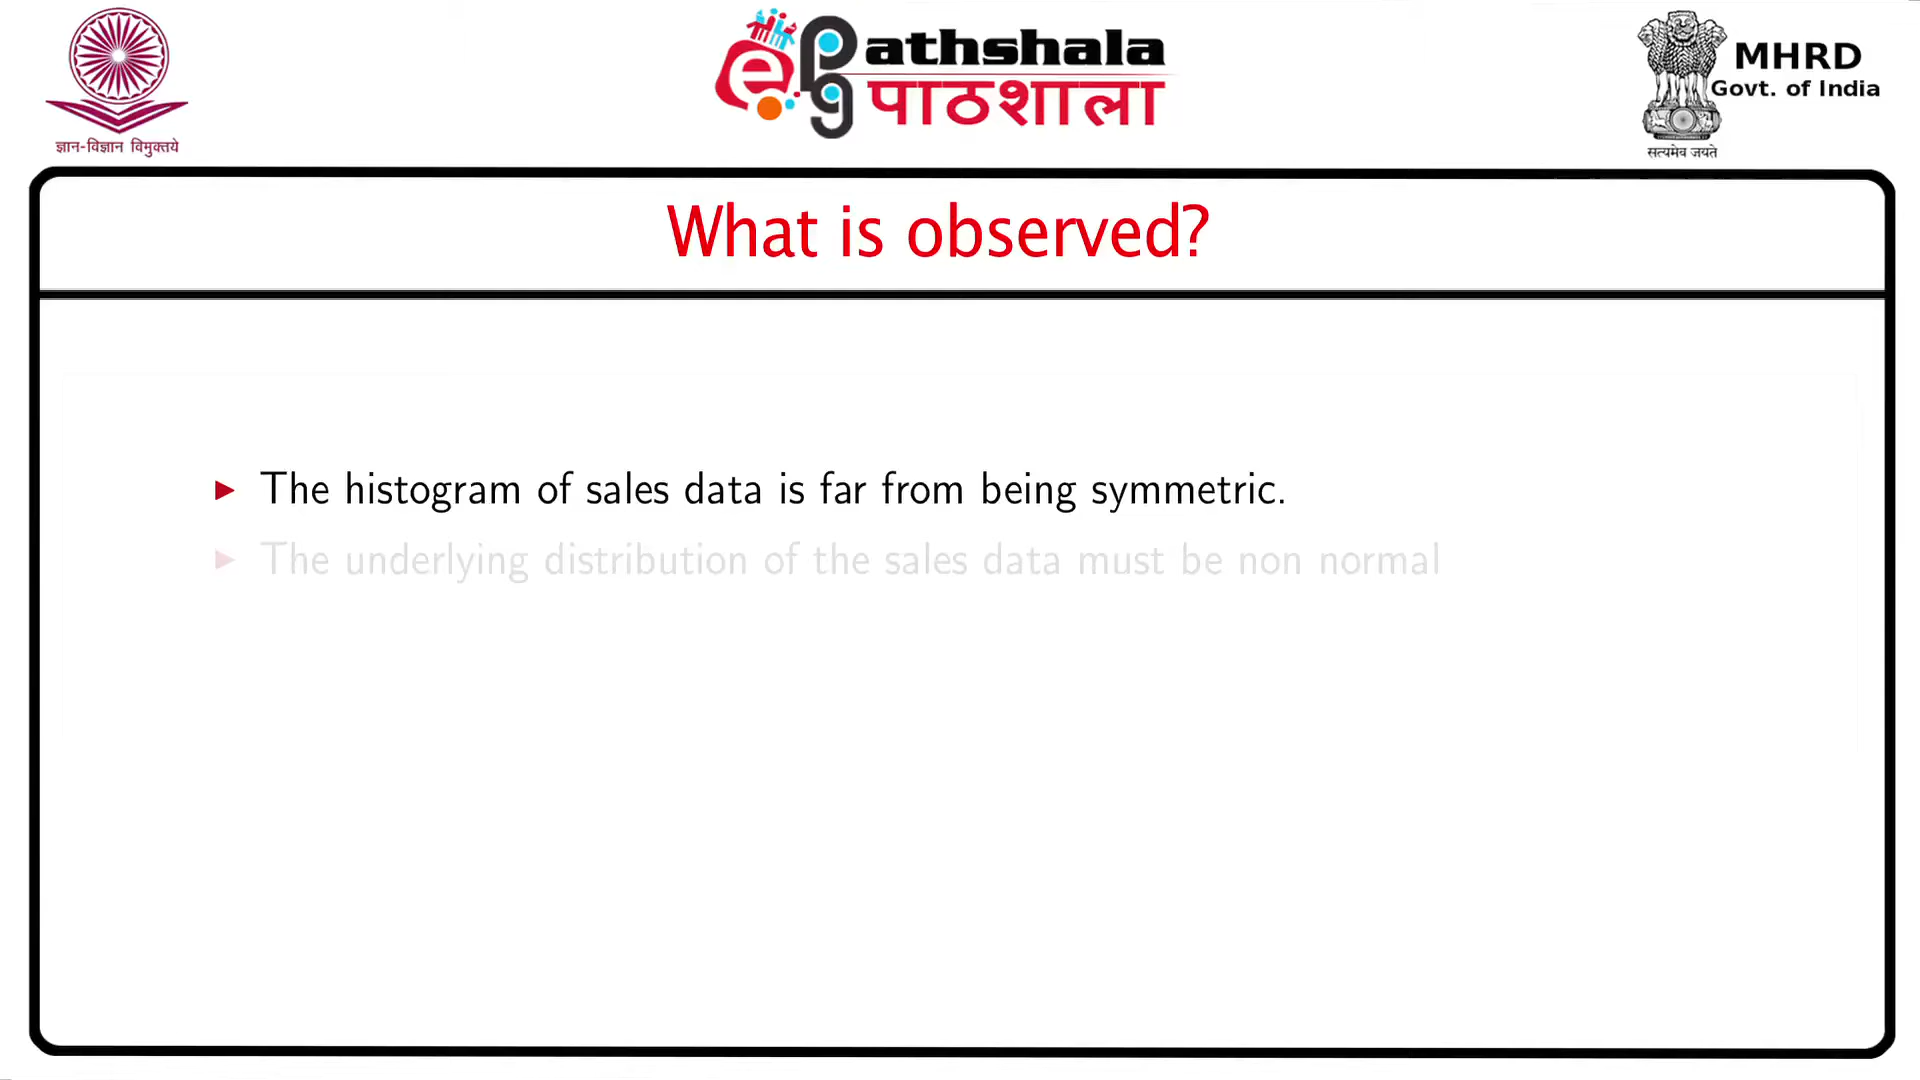 ज्ञान-विज्ञान विमुक्तये
e pg athshala
पाठशाला
MHRD
Govt. of India
सत्यमेव जयते
What is observed?
The histogram of sales data is far from being symmetric.
The underlying distribution of the sales data must be non normal